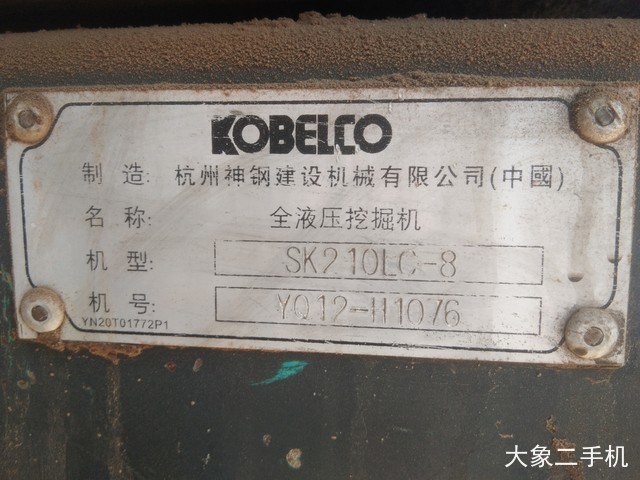 KOBELCO
制 造: 杭州神钢建设机械有限公司(中國)
名 称: 全液压挖掘机
机 型: SK210LC-8
机 号: YQ12-H1076
YN20T01772P1
大象二手机